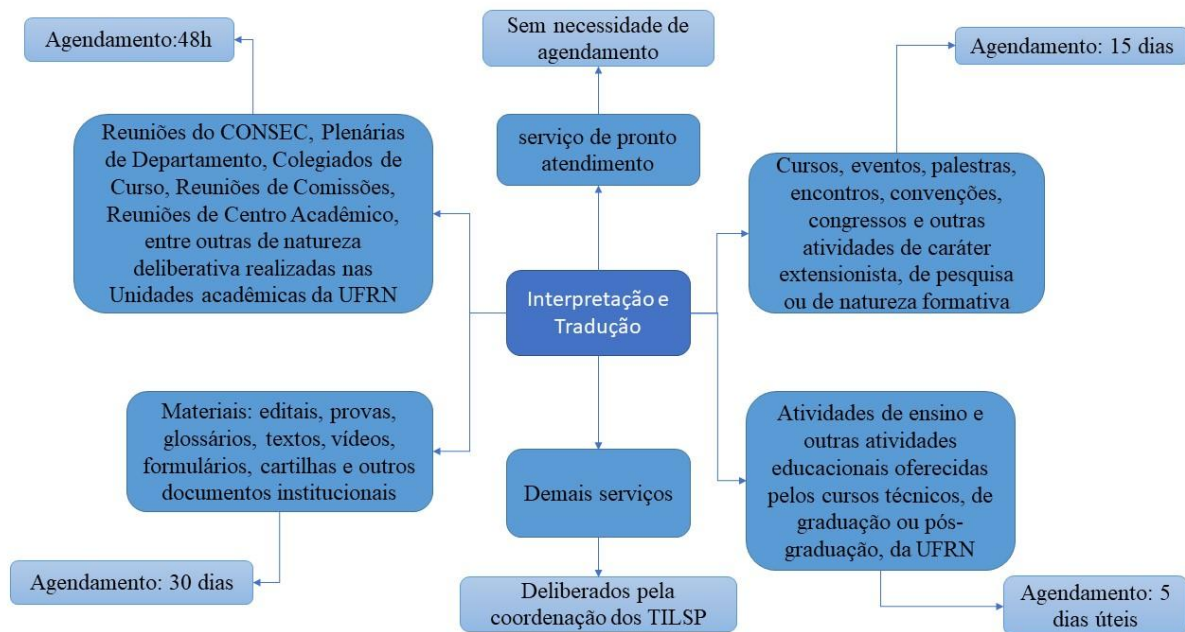 Agendamento:48h
Sem necessidade de
agendamento
Agendamento: 15 dias
Reuniões do CONSEC, Plenárias
de Departamento, Colegiados de
Curso, Reuniões de Comissões,
Reuniões de Centro Acadêmico,
entre outras de natureza
deliberativa realizadas nas
Unidades acadêmicas da UFRN
serviço de pronto
atendimento
Cursos, eventos, palestras,
encontros, convenções,
congressos e outras
atividades de caráter
extensionista, de pesquisa
ou de natureza formativa
Interpretação e
Tradução
Materiais: editais, provas,
glossários, textos, vídeos,
formulários, cartilhas e outros
documentos institucionais
Demais serviços
Atividades de ensino e
outras atividades
educacionais oferecidas
pelos cursos técnicos, de
graduação ou pós-
graduação, da UFRN
Agendamento: 30 dias
Deliberados pela
coordenação dos TILSP
Agendamento: 5
dias úteis